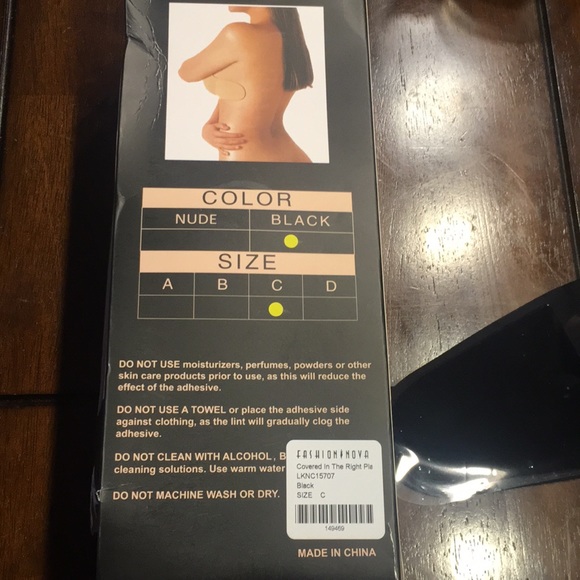 COLOR
NUDE BLACK
SIZE
A B C D
DO NOT USE moisturizers, perfumes, powders or other
skin care products prior to use, as this will reduce the
effect of the adhesive.
DO NOT USE A TOWEL or place the adhesive side
against clothing, as the lint will gradually clog the
adhesive.
DO NOT CLEAN WITH ALCOHOL, B
cleaning solutions. Use warm water
DO NOT MACHINE WASH OR DRY.
FASHION NOVA
Covered In The Right Pla
LKNC15707
Black
SIZE C
149469
MADE IN CHINA